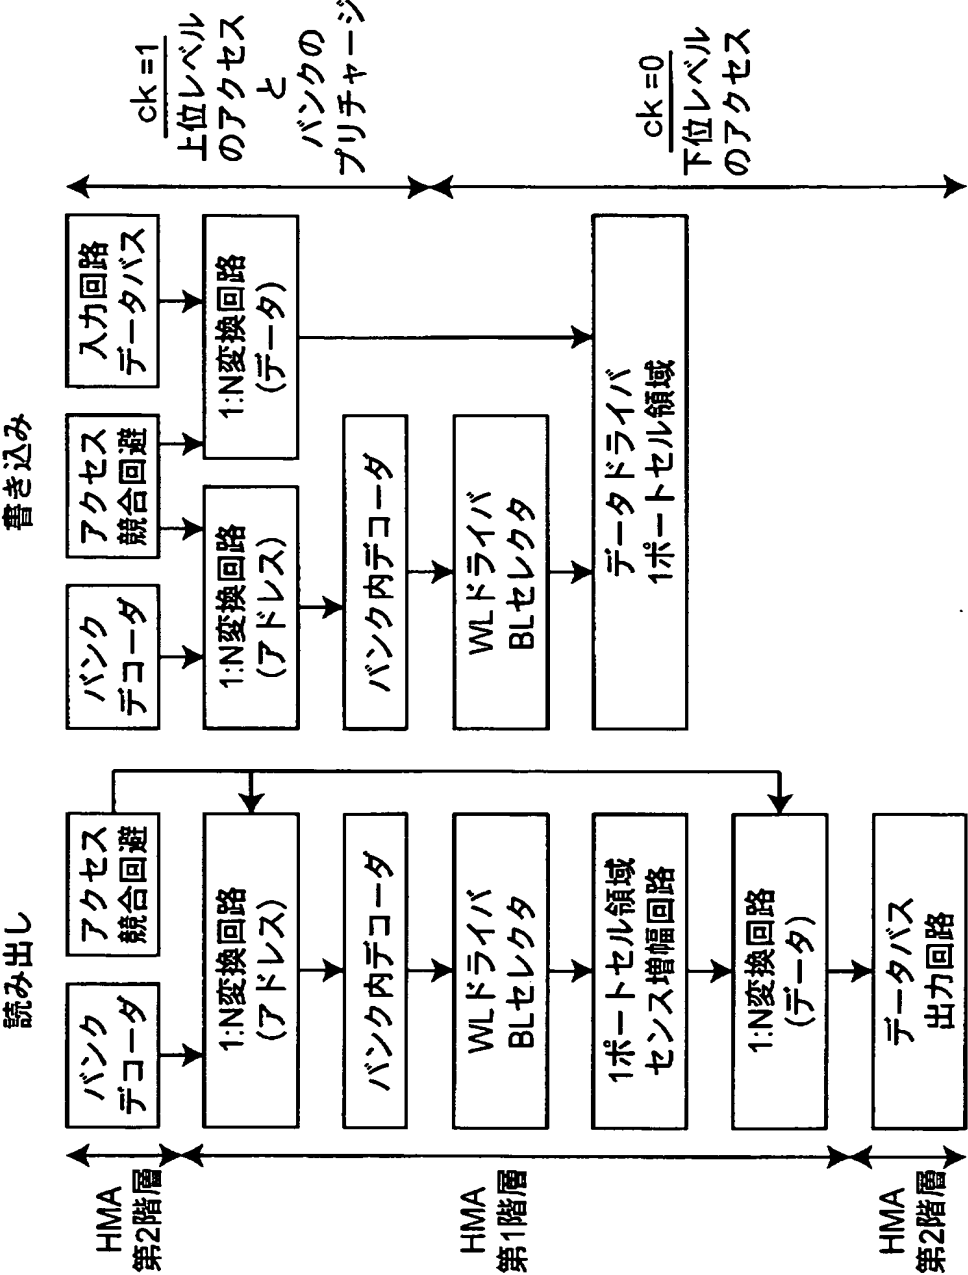 読み出し
書き込み
HMA
第2階層
バンク
デコーダ
アクセス
競合回避
バンク
デコーダ
アクセス
競合回避
入力回路
データバス
ck =1
上位レベル
のアクセス
と
バンクの
プリチャージ
1:N変換回路
(アドレス)
1:N変換回路
(アドレス)
1:N変換回路
(データ)
バンク内デコーダ
バンク内デコーダ
HMA
第1階層
WLドライバ
BLセレクタ
WLドライバ
BLセレクタ
1ポートセル領域
センス増幅回路
データドライバ
1ポートセル領域
ck =0
下位レベル
のアクセス
1:N変換回路
(データ)
HMA
第2階層
データバス
出力回路